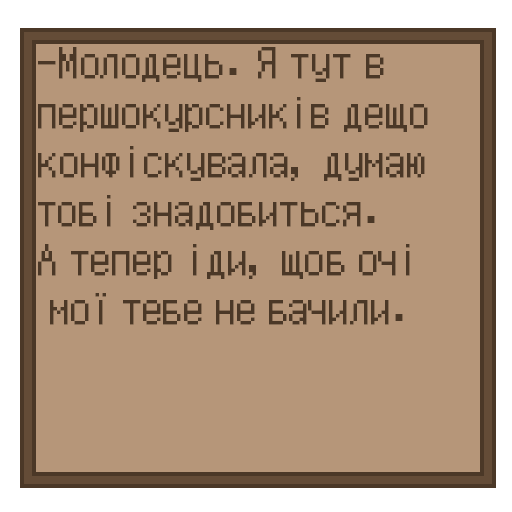 -Молодець. Я тут в
першокурсників дещо
конфіскувала, думаю
тобі знадобиться.
А тепер іди, щоб очі
мої тебе не бачили.